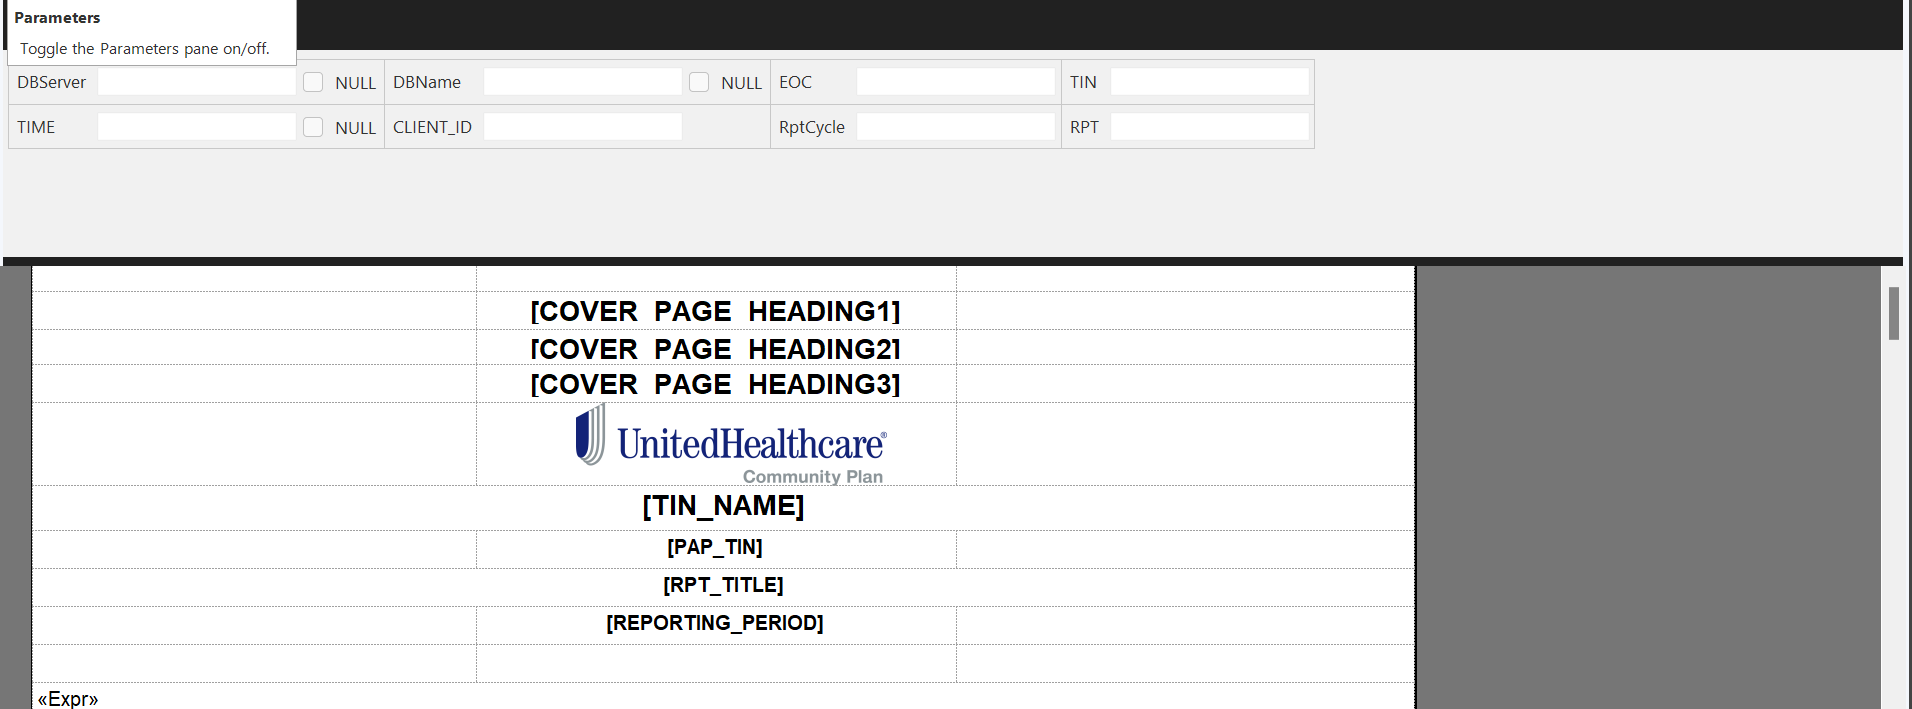 Parameters
Toggle the Parameters pane on/off.
DBServer NULL DBName NULL EOC TIN
TIME NULL CLIENT_ID RptCycle RPT
[COVER PAGE HEADING1]
[COVER PAGE HEADING2]
[COVER PAGE HEADING3]
UnitedHealthcare®
Community Plan
[TIN_NAME]
[PAP_TIN]
[RPT_TITLE]
[REPORTING_PERIOD]
«Expr»